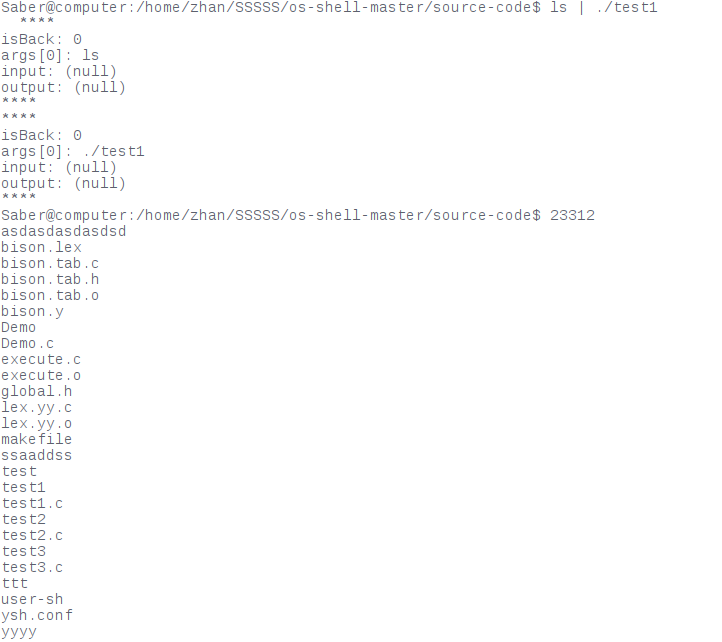 Saber@computer:/home/zhan/SSSSS/os-shell-master/source-code$ ls | ./test1
****
isBack: 0
args[0]: ls
input: (null)
output: (null)
****
****
isBack: 0
args[0]: ./test1
input: (null)
output: (null)
****
Saber@computer:/home/zhan/SSSSS/os-shell-master/source-code$ 23312
asdasdasdasdsd
bison.lex
bison.tab.c
bison.tab.h
bison.tab.o
bison.y
Demo
Demo.c
execute.c
execute.o
global.h
lex.yy.c
lex.yy.o
makefile
ssaaddss
test
test1
test1.c
test2
test2.c
test3
test3.c
ttt
user-sh
ysh.conf
yyyy